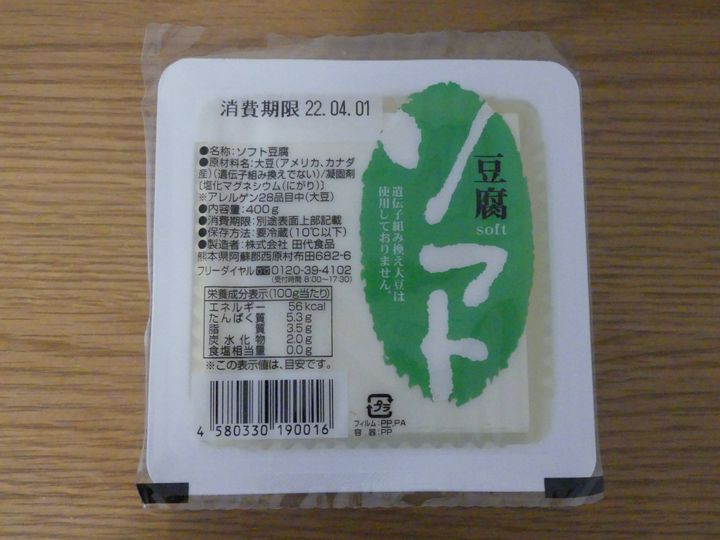 消費期限 22.04.01
●名称:ソフト豆腐
●原材料名:大豆(アメリカ、カナダ
産)(遺伝子組み換えでない)/凝固剤
〔塩化マグネシウム(にがり)〕
※アレルゲン28品目中(大豆)
●内容量:400g
●消費期限:別途表面上部記載
●保存方法:要冷蔵(10℃以下)
●製造者:株式会社 田代食品
熊本県阿蘇郡西原村布田682-6
フリーダイヤル 0120-39-4102
(受付時間 8:00~17:30)
栄養成分表示(100g当たり)
エネルギー 56kcal
たんぱく質 5.3g
脂質 3.5g
炭水化物 2.0g
食塩相当量 0.0g
※この表示値は、目安です。
4 580330 190016
ソフト
豆腐
soft
遺伝子組み換え大豆は
使用しておりません。
プラ
フィルム:PP,PA
容器:PP